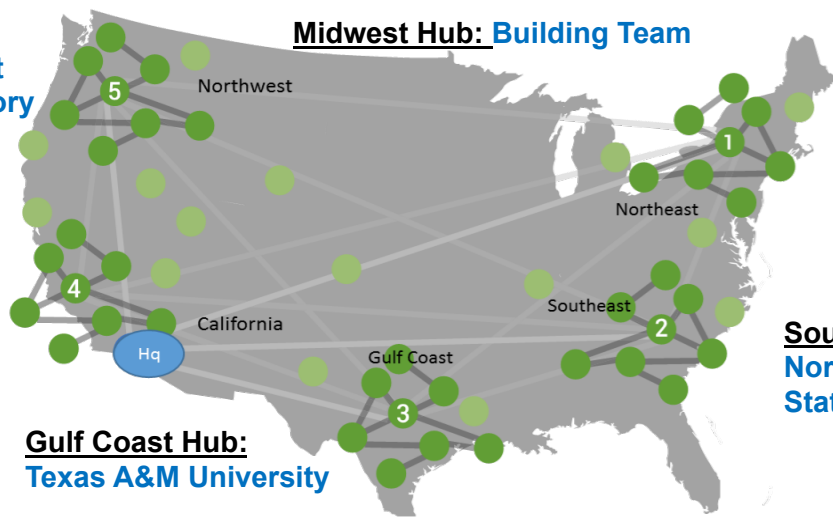 Midwest Hub: Building Team
t
ory
5
Northwest
1
Northeast
4
California
Hq
Southeast
2
Gulf Coast
3
Sou
Nor
Stat
Gulf Coast Hub:
Texas A&M University